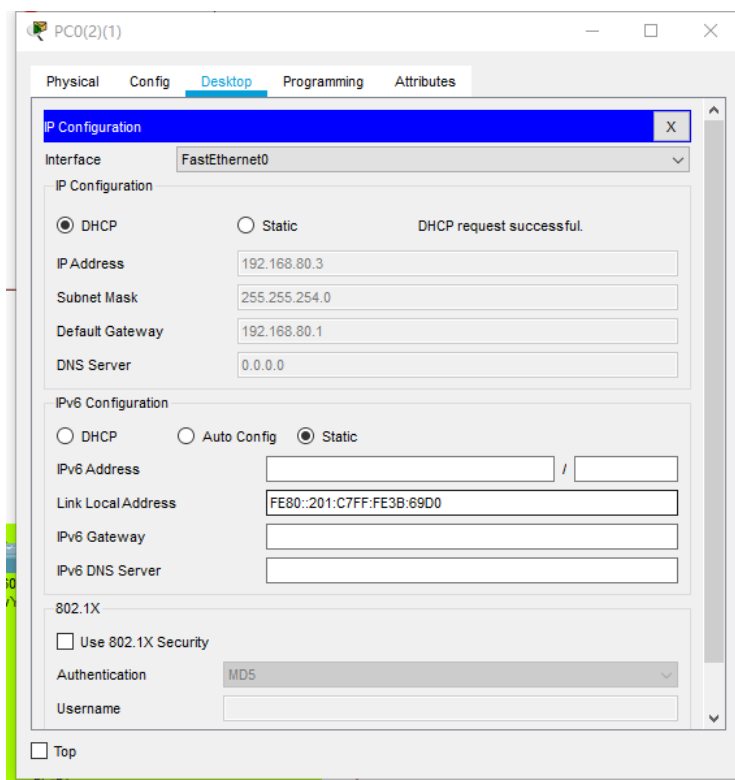 PC0(2)(1)
Physical Config Desktop Programming Attributes
IP Configuration X
Interface FastEthernet0
IP Configuration
DHCP Static DHCP request successful.
IP Address 192.168.80.3
Subnet Mask 255.255.254.0
Default Gateway 192.168.80.1
DNS Server 0.0.0.0
IPv6 Configuration
DHCP Auto Config Static
IPv6 Address /
Link Local Address FE80::201:C7FF:FE3B:69D0
IPv6 Gateway
IPv6 DNS Server
802.1X
Use 802.1X Security
Authentication MD5
Username
Top